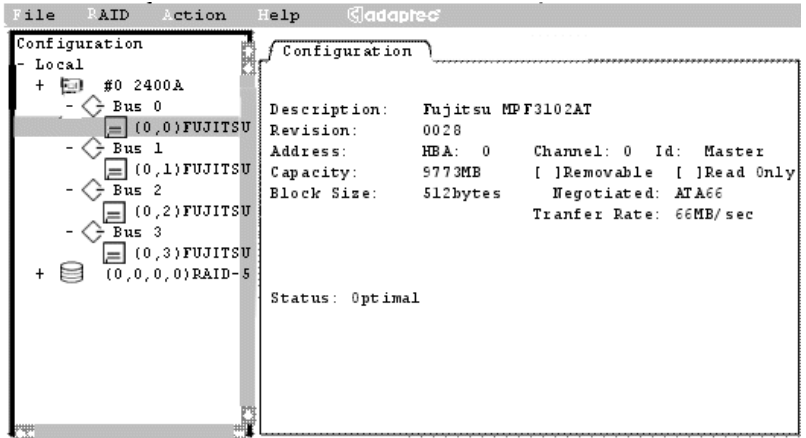 File RAID Action Help adaptec
Configuration
- Local
+ #0 2400A
- Bus 0
(0,0)FUJITSU
- Bus 1
(0,1)FUJITSU
- Bus 2
(0,2)FUJITSU
- Bus 3
(0,3)FUJITSU
+ (0,0,0,0)RAID-5
Configuration
Description: Fujitsu MPF3102AT
Revision: 0028
Address: HBA: 0 Channel: 0 Id: Master
Capacity: 9773MB [ ]Removable [ ]Read Only
Block Size: 512bytes Negotiated: ATA66
Tranfer Rate: 66MB/sec
Status: Optimal